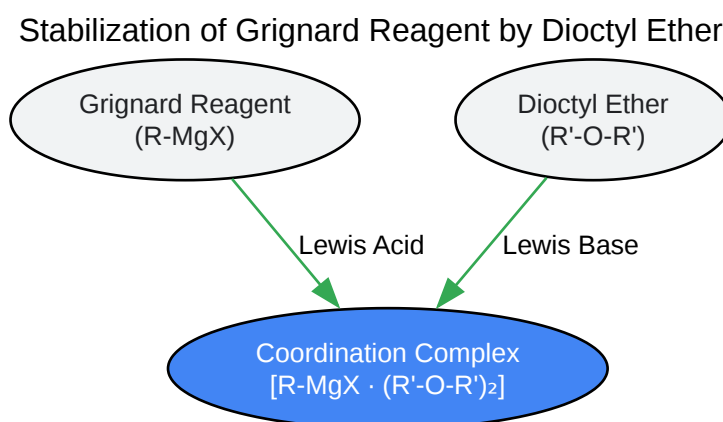 Stabilization of Grignard Reagent by Dioctyl Ether
Grignard Reagent
(R-MgX)
Dioctyl Ether
(R'-O-R')
Lewis Acid
Lewis Base
Coordination Complex
[R-MgX · (R'-O-R')₂]